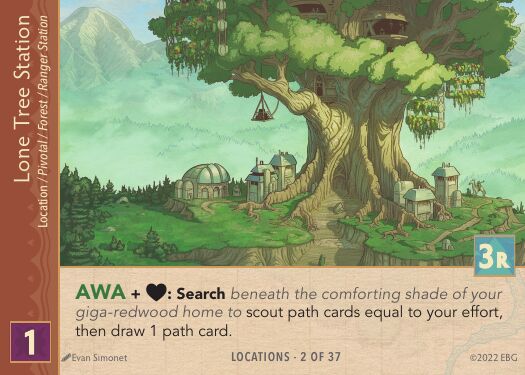 Lone Tree Station
Location / Pivotal / Forest / Ranger Station
3R
AWA + ♥: Search beneath the comforting shade of your
giga-redwood home to scout path cards equal to your effort,
then draw 1 path card.
1
Evan Simonet
LOCATIONS - 2 OF 37
©2022 EBG